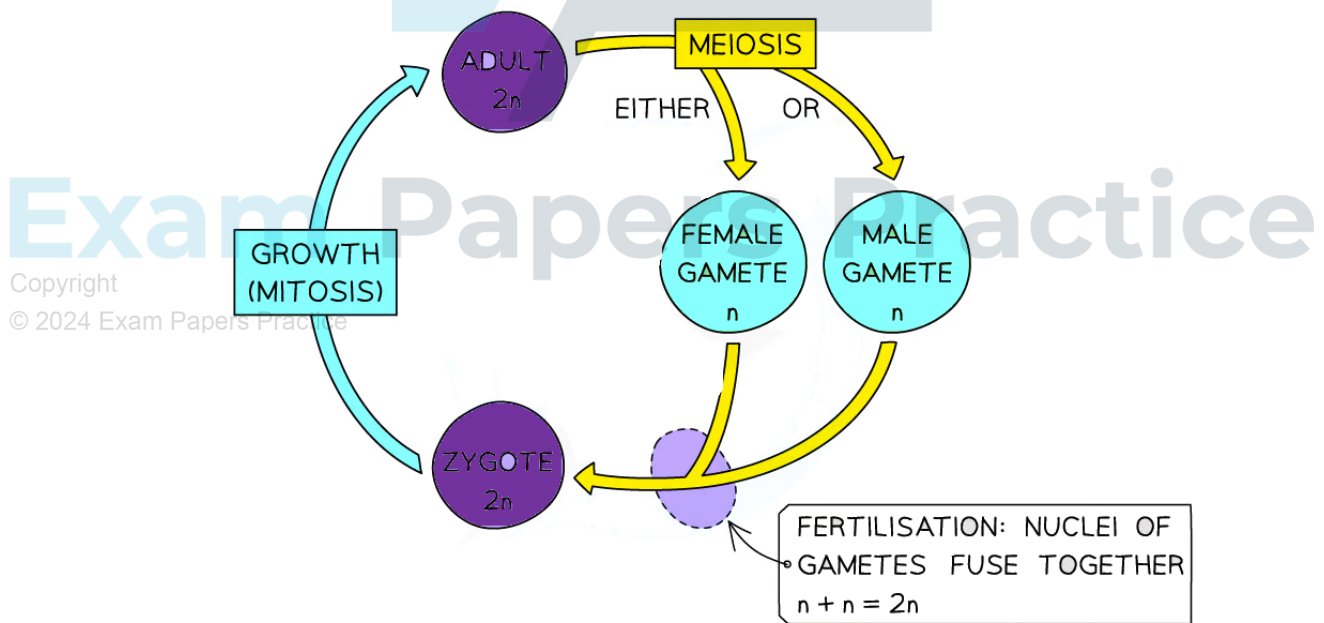 ADULT
2n
MEIOSIS
EITHER OR
Exam Papers Practice
FEMALE
GAMETE
n
MALE
GAMETE
n
GROWTH
(MITOSIS)
Copyright
© 2024 Exam Papers Practice
ZYGOTE
2n
FERTILISATION: NUCLEI OF
GAMETES FUSE TOGETHER
n + n = 2n